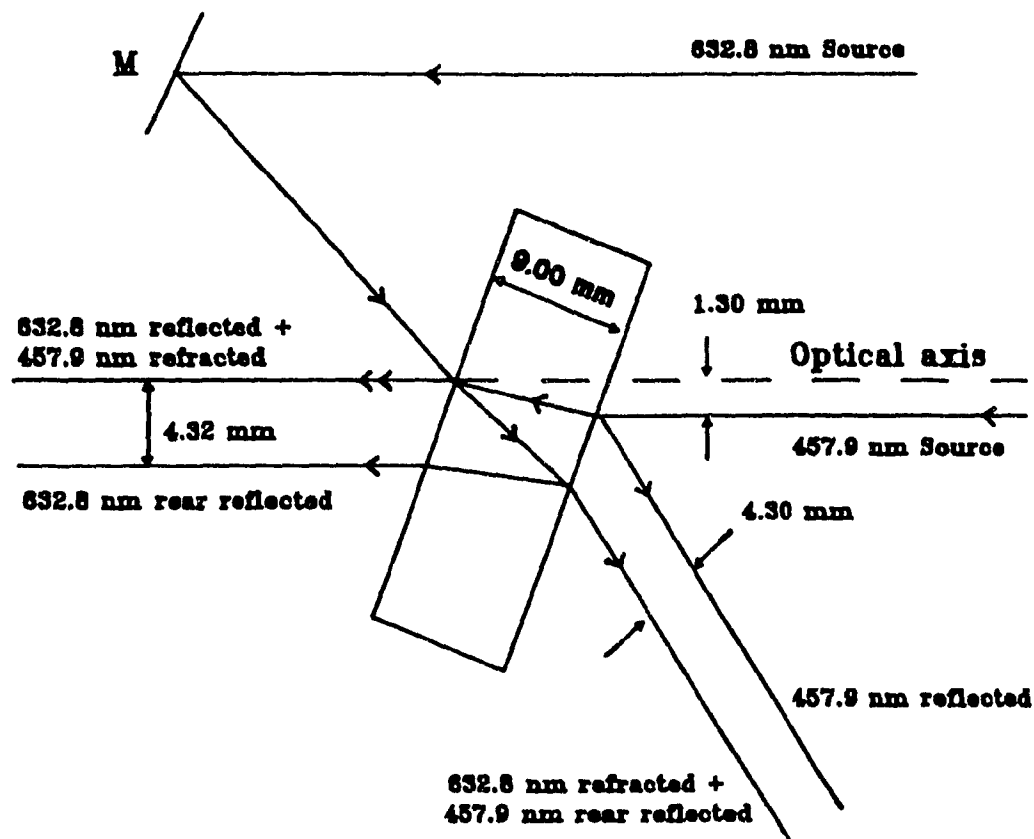 632.8 nm Source
M
9.00 mm
1.30 mm
632.8 nm reflected +
457.9 nm refracted
Optical axis
4.32 mm
457.9 nm Source
632.8 nm rear reflected
4.30 mm
457.9 nm reflected
632.8 nm refracted +
457.9 nm rear reflected